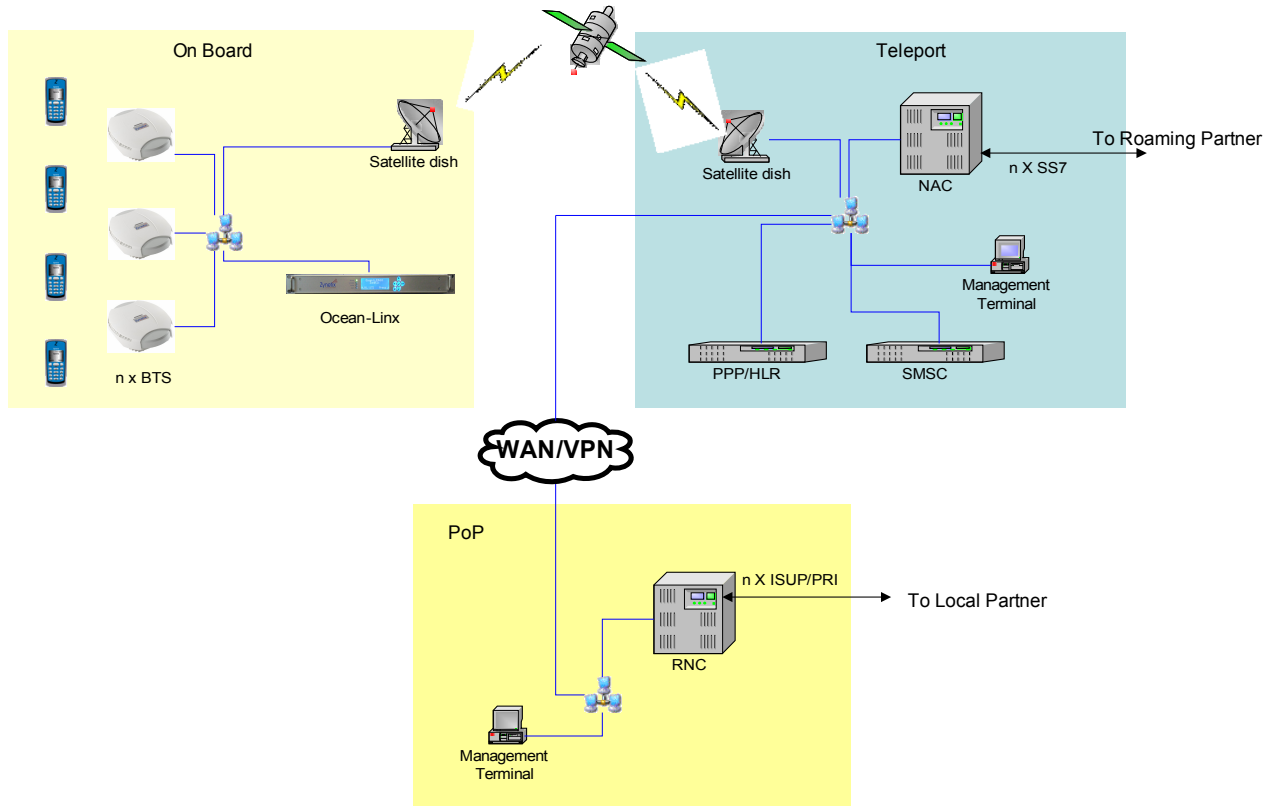 On Board
Teleport
Satellite dish
Satellite dish
NAC
n X SS7
To Roaming Partner
Ocean-Linx
n x BTS
Management
Terminal
PPP/HLR
SMSC
WAN/VPN
PoP
n X ISUP/PRI
To Local Partner
RNC
Management
Terminal